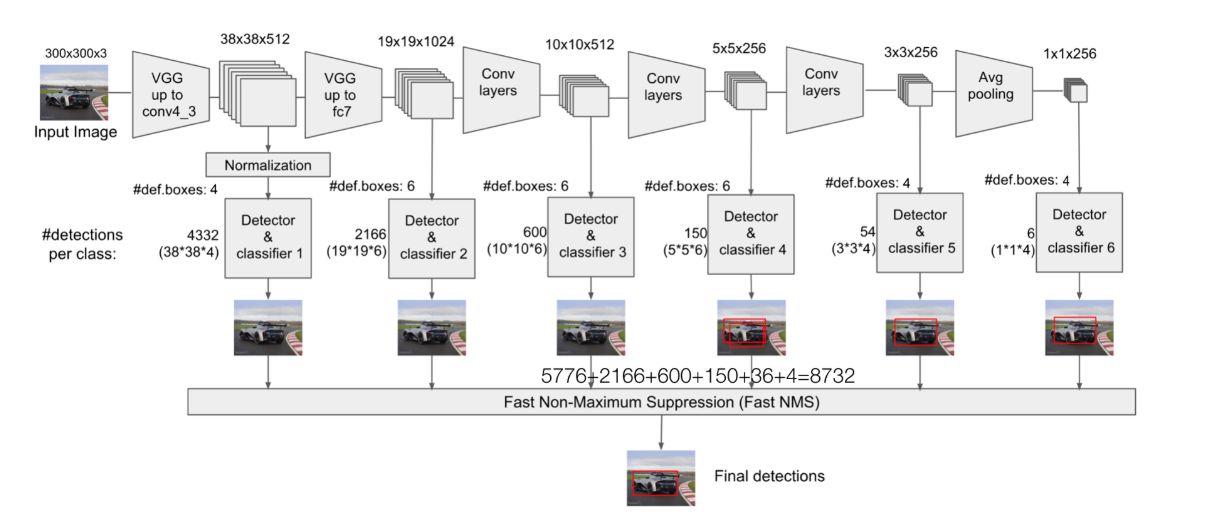 300x300x3
38x38x512
19x19x1024
10x10x512
5x5x256
3x3x256
1x1x256
VGG
up to
conv4_3
VGG
up to
fc7
Conv
layers
Conv
layers
Conv
layers
Avg
pooling
Input Image
Normalization
#def.boxes: 4
#def.boxes: 6
#def.boxes: 6
#def.boxes: 6
#def.boxes: 4
#def.boxes: 4
#detections
per class:
4332
(38*38*4)
Detector
&
classifier 1
2166
(19*19*6)
Detector
&
classifier 2
600
(10*10*6)
Detector
&
classifier 3
150
(5*5*6)
Detector
&
classifier 4
54
(3*3*4)
Detector
&
classifier 5
6
(1*1*4)
Detector
&
classifier 6
5776+2166+600+150+36+4=8732
Fast Non-Maximum Suppression (Fast NMS)
Final detections